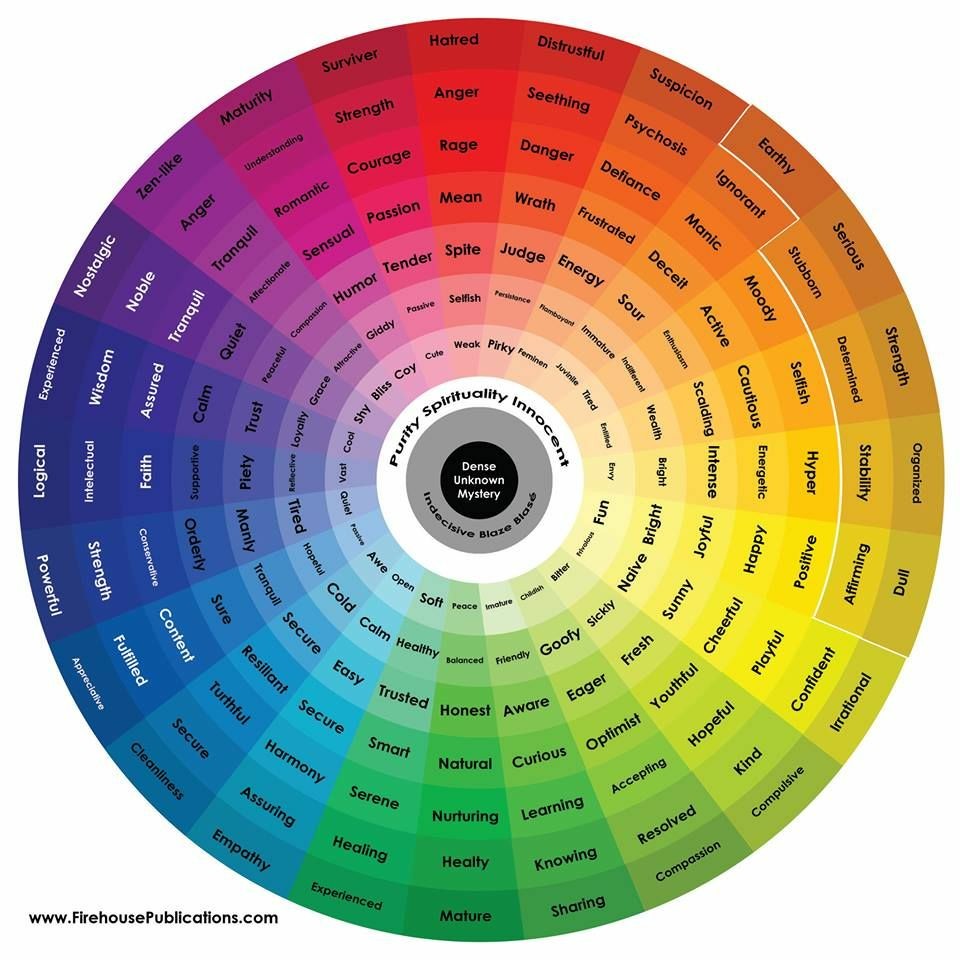 Hatred
Anger
Rage
Mean
Spite
Selfish
Weak
Distrustful
Seething
Danger
Wrath
Judge
Persistance
Pirky
Suspicion
Psychosis
Defiance
Frustrated
Energy
Flamboyant
Feminen
Earthy
Ignorant
Manic
Deceit
Sour
Immature
Juvinile
Serious
Stubborn
Moody
Active
Enthusiasm
Indifferent
Tired
Strength
Determined
Selfish
Cautious
Scalding
Wealth
Entitled
Organized
Stability
Hyper
Energetic
Intense
Bright
Envy
Dull
Affirming
Positive
Happy
Joyful
Bright
Fun
Irrational
Confident
Playful
Cheerful
Sunny
Naive
Frivalous
Compulsive
Kind
Hopeful
Youthful
Fresh
Sickly
Bitter
Compassion
Resolved
Accepting
Optimist
Eager
Goofy
Childish
Sharing
Knowing
Learning
Curious
Aware
Friendly
Imature
Mature
Healty
Nurturing
Natural
Honest
Balanced
Peace
Experienced
Healing
Serene
Smart
Trusted
Healthy
Soft
Empathy
Assuring
Harmony
Secure
Easy
Calm
Open
Cleanliness
Secure
Turthful
Resiliant
Secure
Cold
Awe
Appreciative
Fulfilled
Content
Sure
Tranquil
Hopeful
Passive
Powerful
Strength
Conservative
Orderly
Manly
Tired
Quiet
Logical
Intelectual
Faith
Supportive
Piety
Reflective
Vast
Experienced
Wisdom
Assured
Calm
Trust
Loyalty
Cool
Nostalgic
Noble
Tranquil
Quiet
Peaceful
Grace
Shy
Zen-like
Anger
Tranquil
Affectionate
Compassion
Attractive
Bliss
Maturity
Understanding
Romantic
Sensual
Humor
Giddy
Coy
Surviver
Strength
Courage
Passion
Tender
Passive
Cute
Purity Spirituality Innocent
Dense
Unknown
Mystery
Indecisive Blaze Blasé
www.FirehousePublications.com